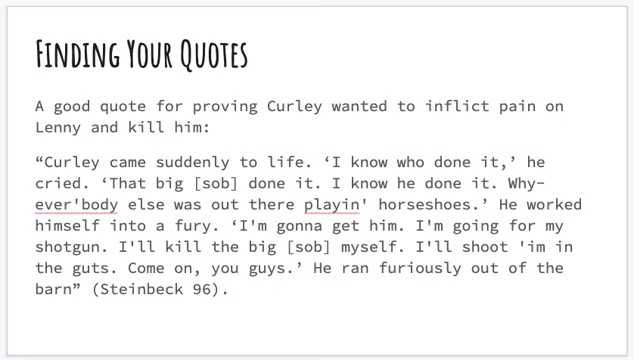 Finding Your Quotes
A good quote for proving Curley wanted to inflict pain on
Lenny and kill him:
“Curley came suddenly to life. ‘I know who done it,’ he
cried. ‘That big [sob] done it. I know he done it. Why—
ever'body else was out there playin' horseshoes.’ He worked
himself into a fury. ‘I'm gonna get him. I'm going for my
shotgun. I'll kill the big [sob] myself. I'll shoot 'im in
the guts. Come on, you guys.’ He ran furiously out of the
barn” (Steinbeck 96).